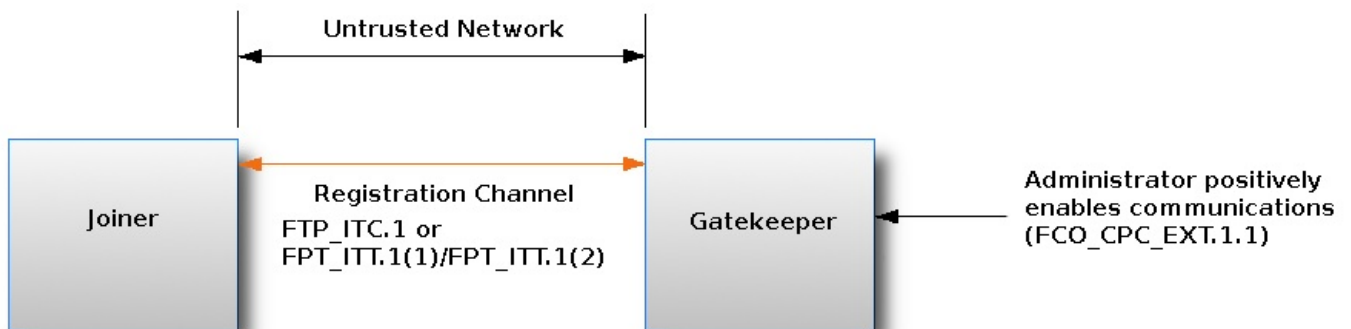 Untrusted Network
Registration Channel
FTP_ITC.1 or
FPT_ITT.1(1)/FPT_ITT.1(2)
Joiner
Gatekeeper
Administrator positively
enables communications
(FCO_CPC_EXT.1.1)